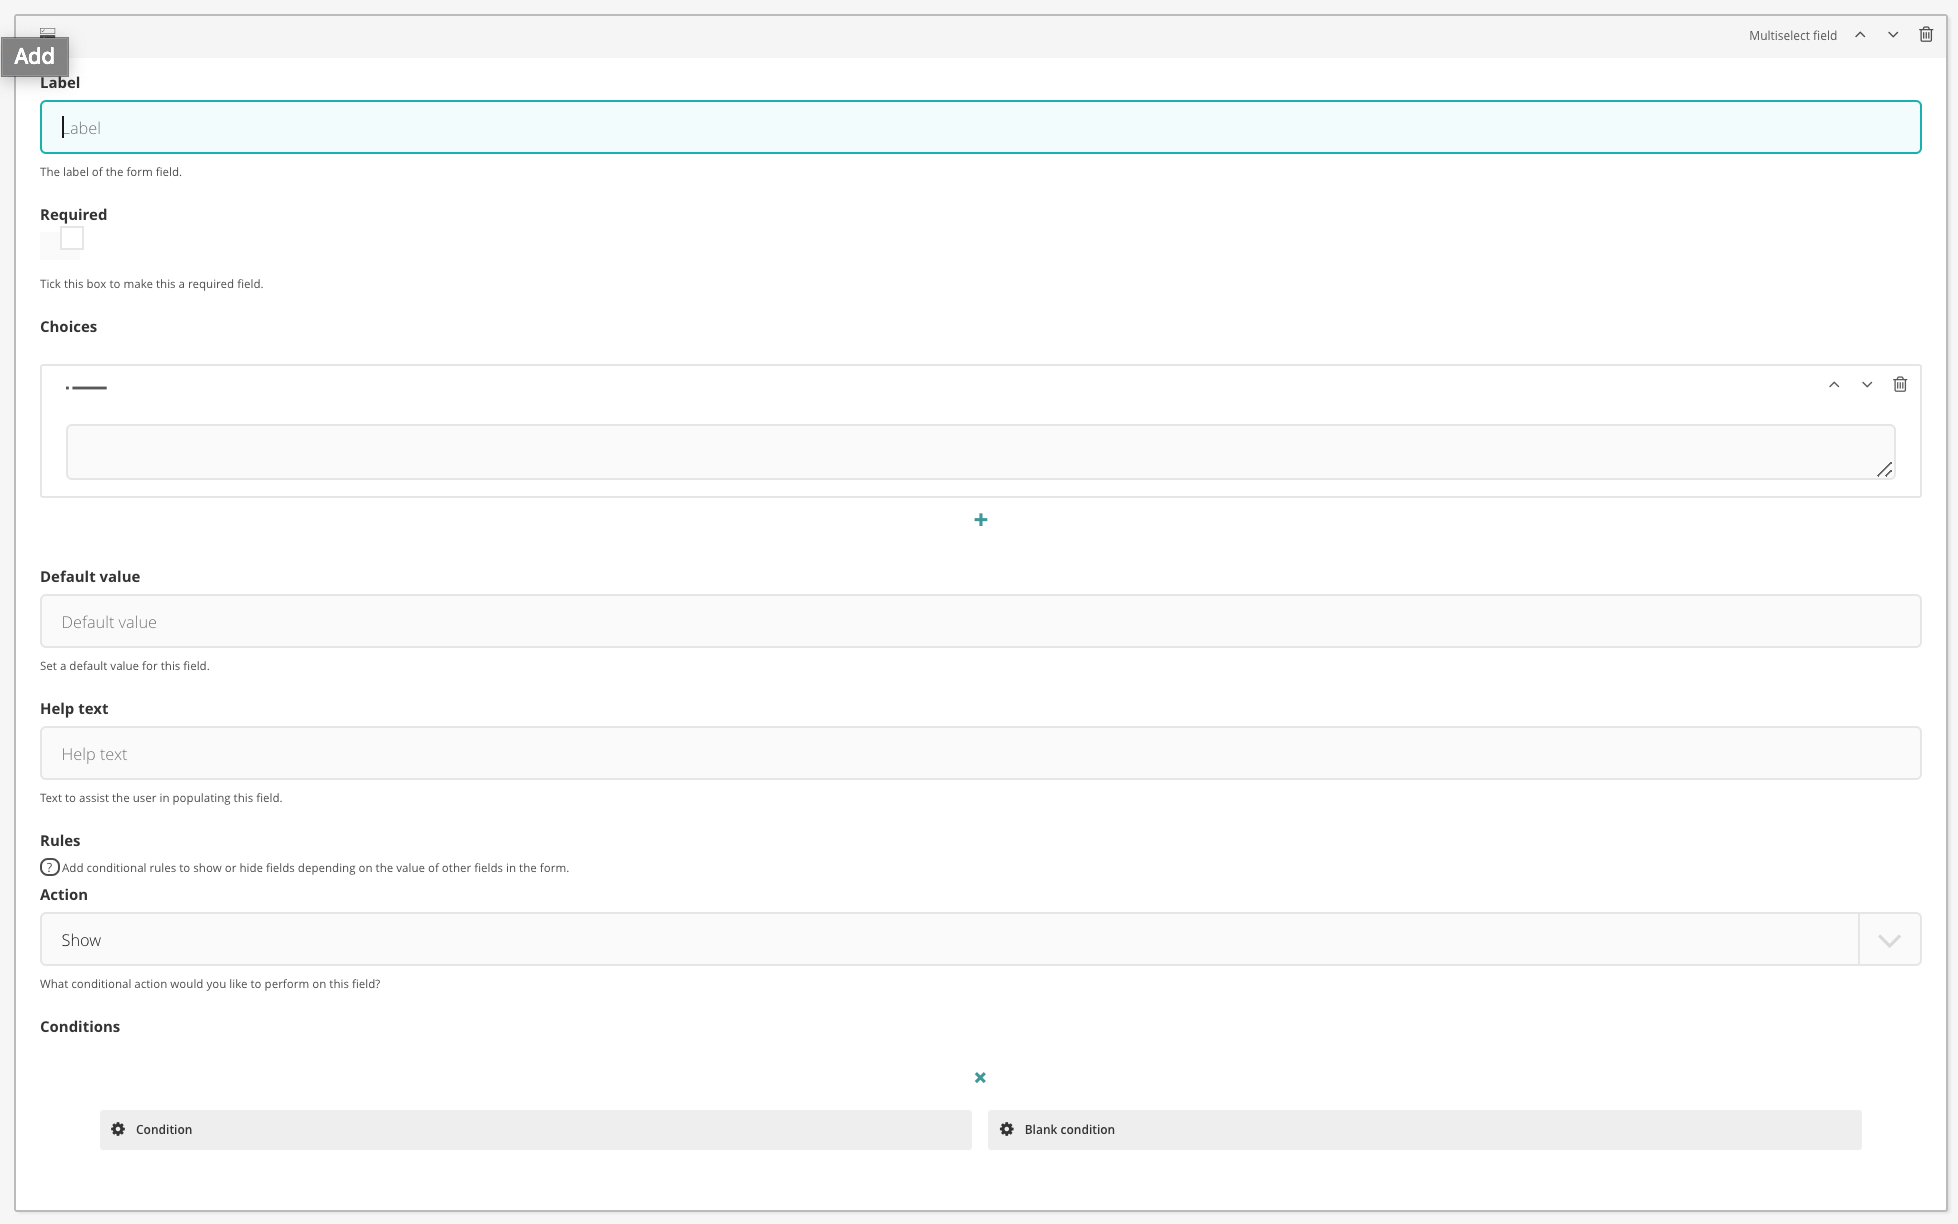 Multiselect field
Add
Label
Label
The label of the form field.
Required
Tick this box to make this a required field.
Choices
Default value
Default value
Set a default value for this field.
Help text
Help text
Text to assist the user in populating this field.
Rules
? Add conditional rules to show or hide fields depending on the value of other fields in the form.
Action
Show
What conditional action would you like to perform on this field?
Conditions
Condition
Blank condition